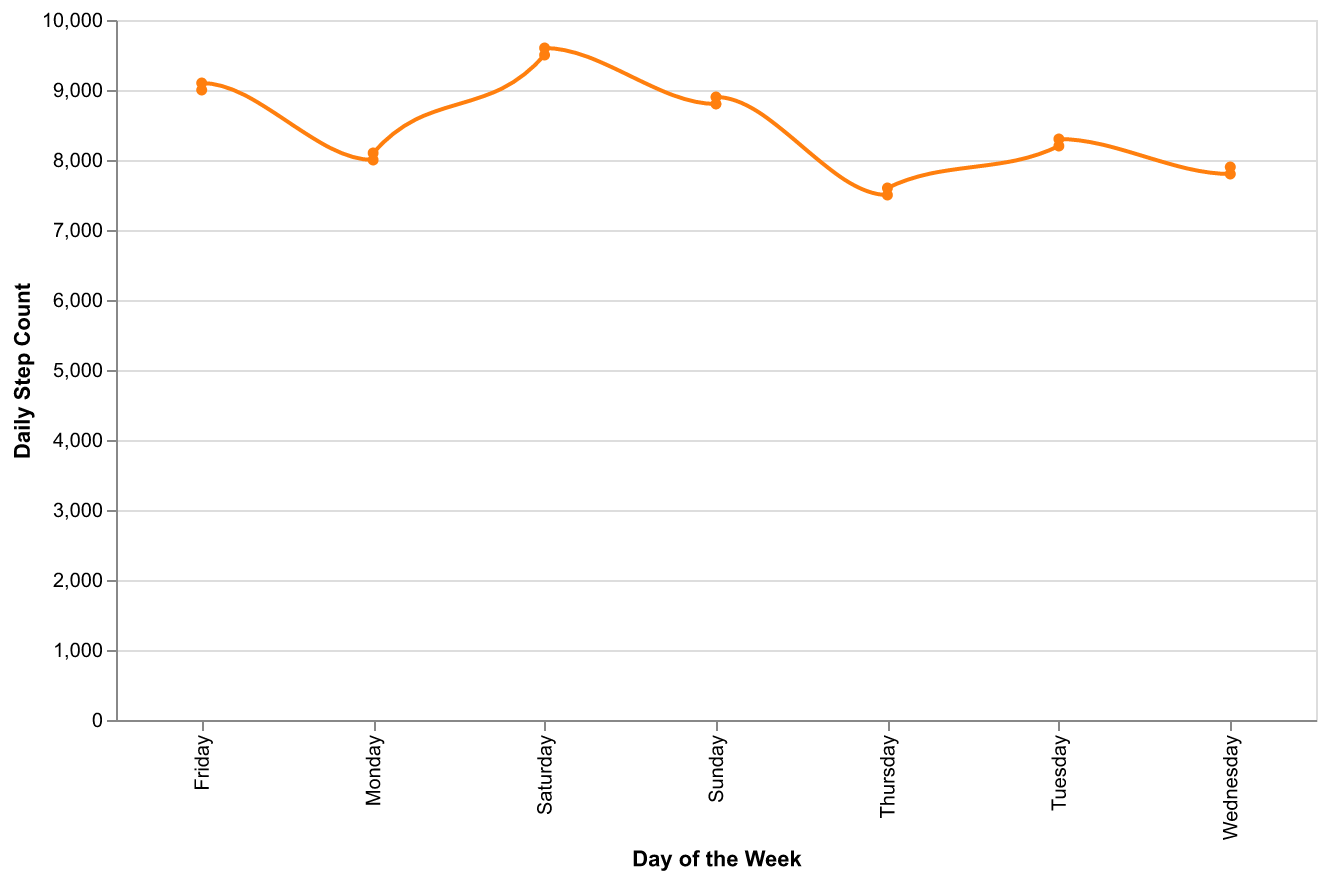 10,000
9,000
8,000
7,000
6,000
5,000
4,000
3,000
2,000
1,000
0
Daily Step Count
Friday
Monday
Saturday
Sunday
Thursday
Tuesday
Wednesday
Day of the Week